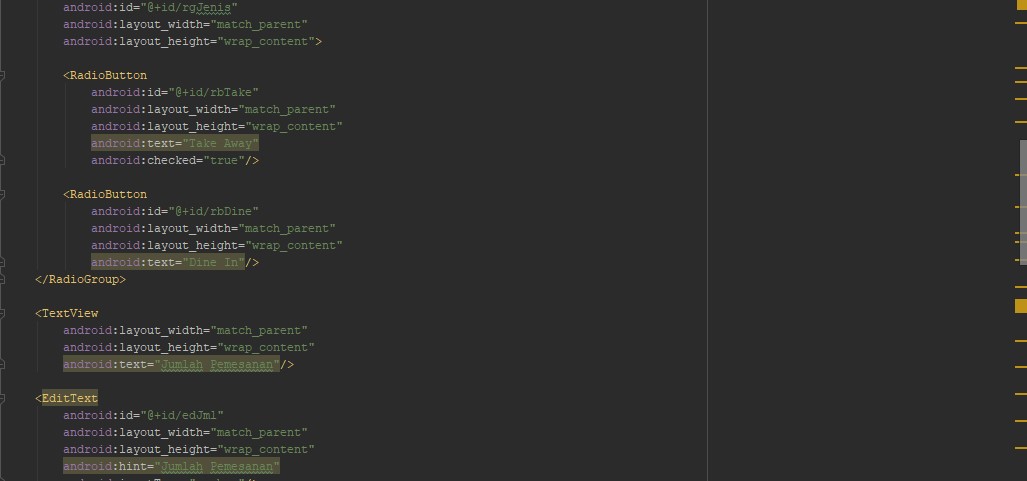 android:id="@+id/rgJenis"
android:layout_width="match_parent"
android:layout_height="wrap_content">
<RadioButton
android:id="@+id/rbTake"
android:layout_width="match_parent"
android:layout_height="wrap_content"
android:text="Take Away"
android:checked="true"/>
<RadioButton
android:id="@+id/rbDine"
android:layout_width="match_parent"
android:layout_height="wrap_content"
android:text="Dine In"/>
</RadioGroup>
<TextView
android:layout_width="match_parent"
android:layout_height="wrap_content"
android:text="Jumlah Pemesanan"/>
<EditText
android:id="@+id/edJml"
android:layout_width="match_parent"
android:layout_height="wrap_content"
android:hint="Jumlah Pemesanan"